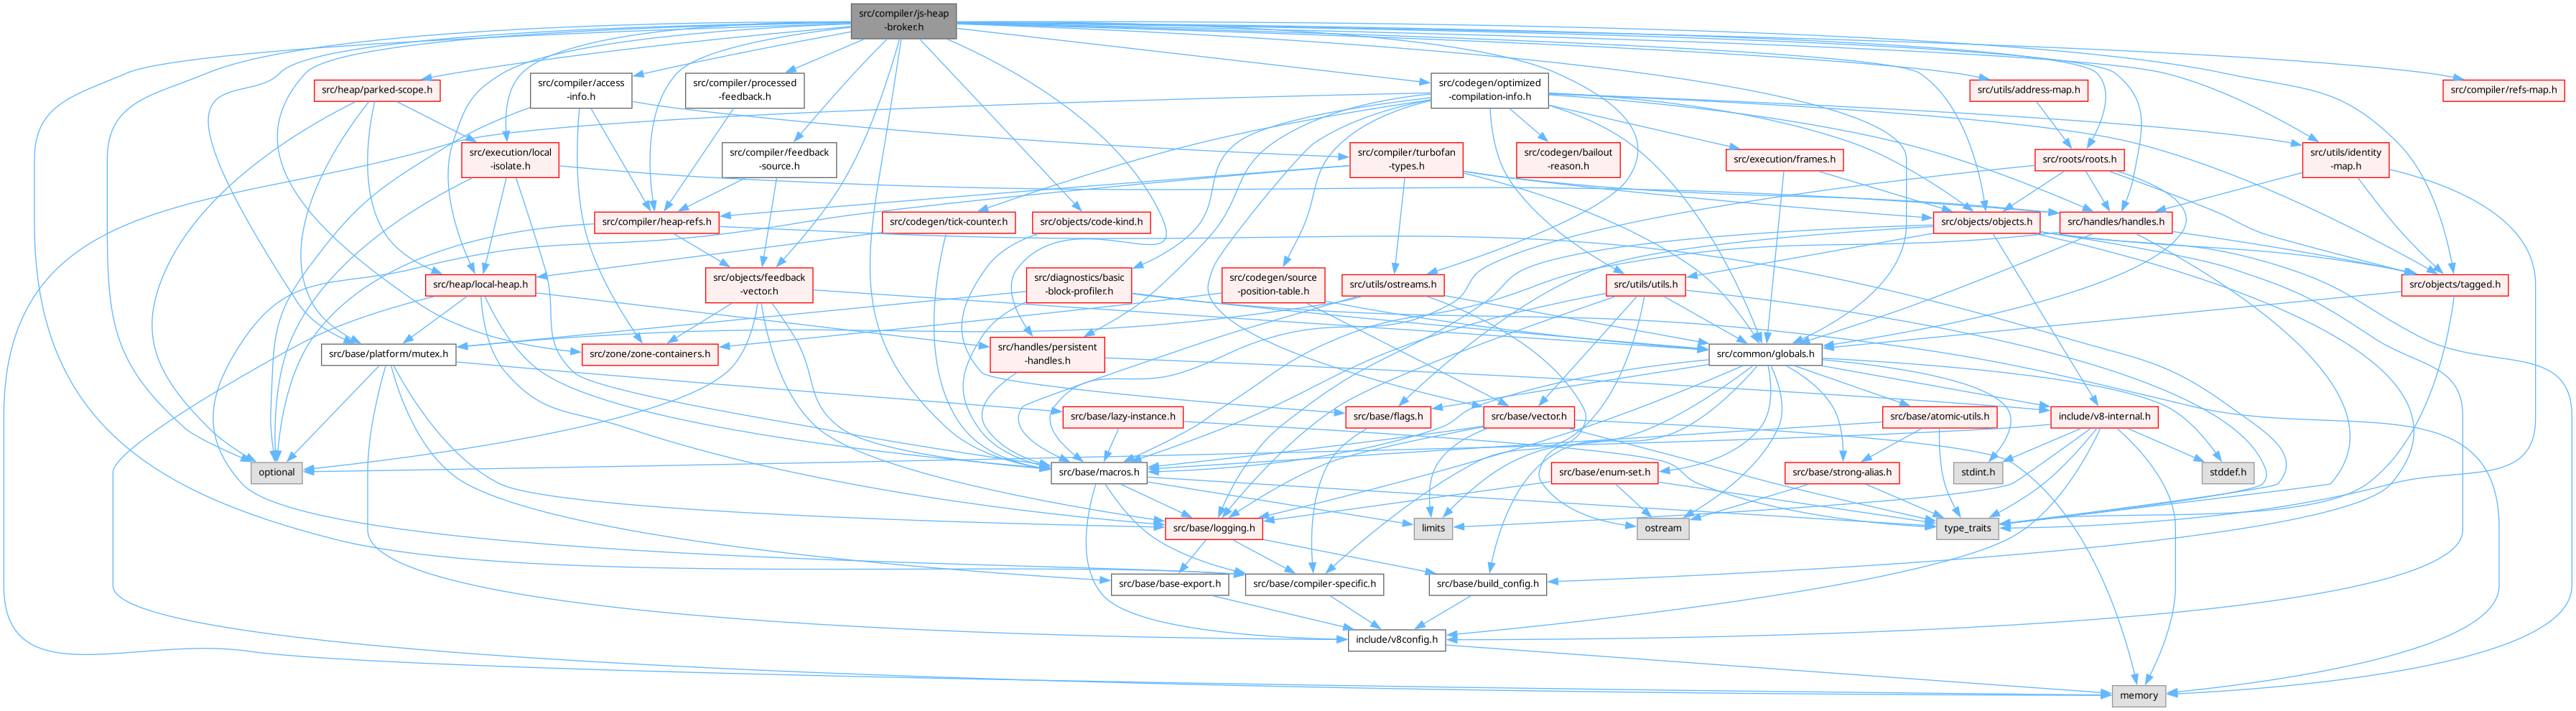 src/compiler/js-heap
-broker.h
src/heap/parked-scope.h
src/compiler/access
-info.h
src/compiler/processed
-feedback.h
src/codegen/optimized
-compilation-info.h
src/utils/address-map.h
src/compiler/refs-map.h
src/execution/local
-isolate.h
src/compiler/feedback
-source.h
src/compiler/turbofan
-types.h
src/codegen/bailout
-reason.h
src/execution/frames.h
src/roots/roots.h
src/utils/identity
-map.h
src/compiler/heap-refs.h
src/codegen/tick-counter.h
src/objects/code-kind.h
src/objects/objects.h
src/handles/handles.h
src/heap/local-heap.h
src/objects/feedback
-vector.h
src/diagnostics/basic
-block-profiler.h
src/codegen/source
-position-table.h
src/utils/ostreams.h
src/utils/utils.h
src/objects/tagged.h
src/base/platform/mutex.h
src/zone/zone-containers.h
src/handles/persistent
-handles.h
src/common/globals.h
src/base/lazy-instance.h
src/base/flags.h
src/base/vector.h
src/base/atomic-utils.h
include/v8-internal.h
optional
src/base/macros.h
src/base/enum-set.h
src/base/strong-alias.h
stdint.h
stddef.h
src/base/logging.h
limits
ostream
type_traits
src/base/base-export.h
src/base/compiler-specific.h
src/base/build_config.h
include/v8config.h
memory